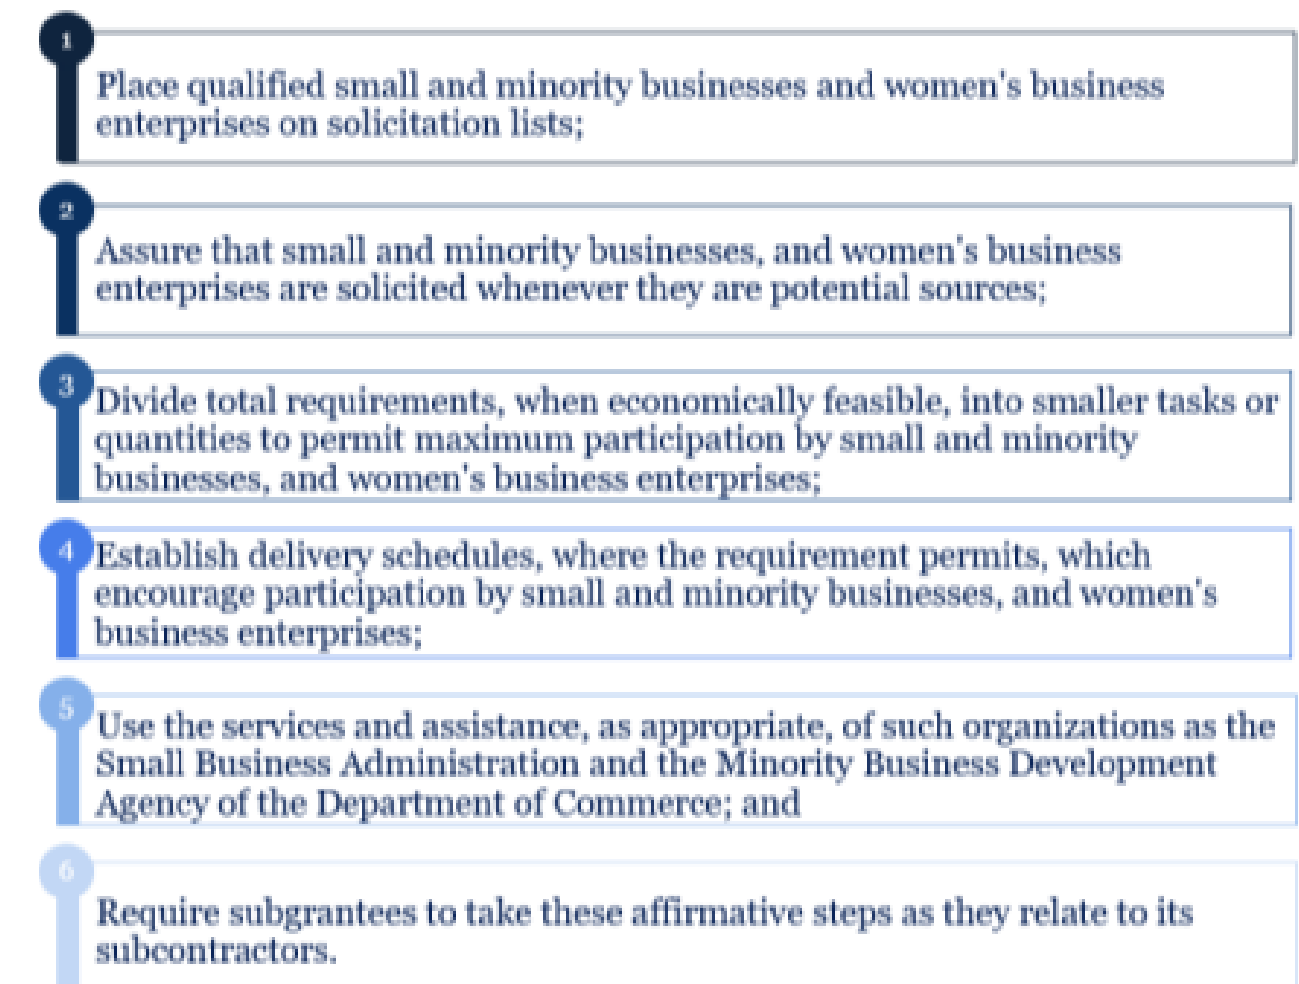 1
Place qualified small and minority businesses and women's business
enterprises on solicitation lists;
2
Assure that small and minority businesses, and women's business
enterprises are solicited whenever they are potential sources;
3
Divide total requirements, when economically feasible, into smaller tasks or
quantities to permit maximum participation by small and minority
businesses, and women's business enterprises;
4
Establish delivery schedules, where the requirement permits, which
encourage participation by small and minority businesses, and women's
business enterprises;
5
Use the services and assistance, as appropriate, of such organizations as the
Small Business Administration and the Minority Business Development
Agency of the Department of Commerce; and
6
Require subgrantees to take these affirmative steps as they relate to its
subcontractors.